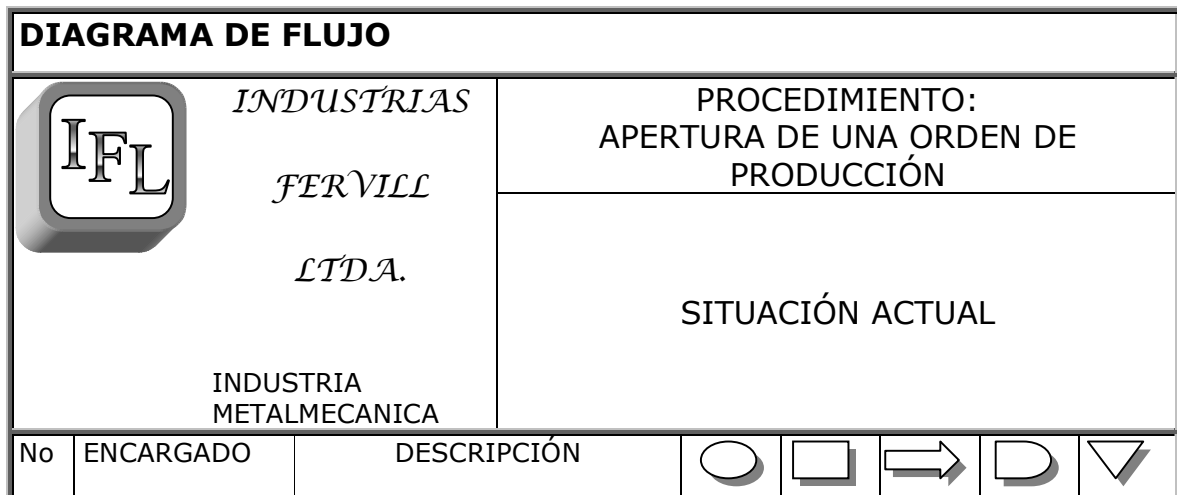 DIAGRAMA DE FLUJO
IFL
INDUSTRIAS
FERVILL
LTDA.
INDUSTRIA
METALMECANICA
PROCEDIMIENTO:
APERTURA DE UNA ORDEN DE
PRODUCCIÓN
SITUACIÓN ACTUAL
No ENCARGADO DESCRIPCIÓN